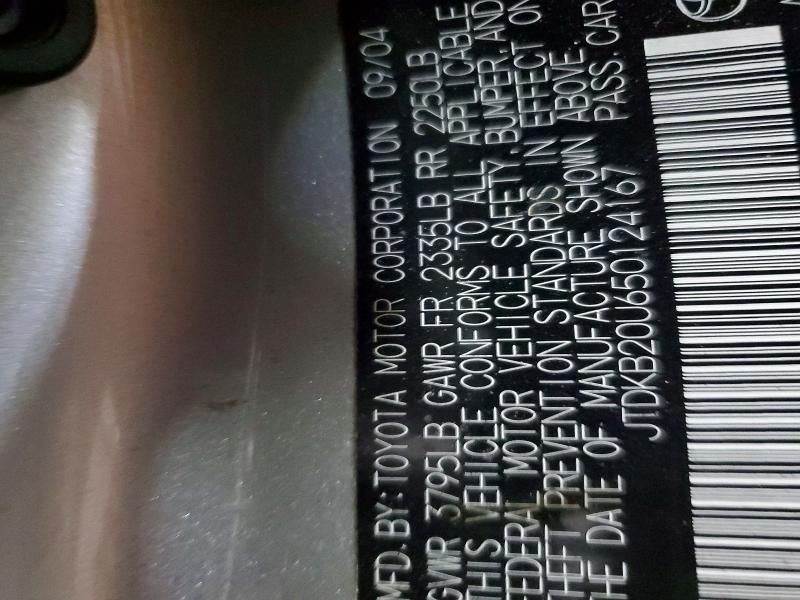 MFD. BY: TOYOTA MOTOR CORPORATION 09/04
GVWR 3795LB GAWR FR 2335LB RR 2250LB
THIS VEHICLE CONFORMS TO ALL APPLICABLE
FEDERAL MOTOR VEHICLE SAFETY, BUMPER, AND
THEFT PREVENTION STANDARDS IN EFFECT ON
THE DATE OF MANUFACTURE SHOWN ABOVE.
JTDKB20U650124167 PASS CAR